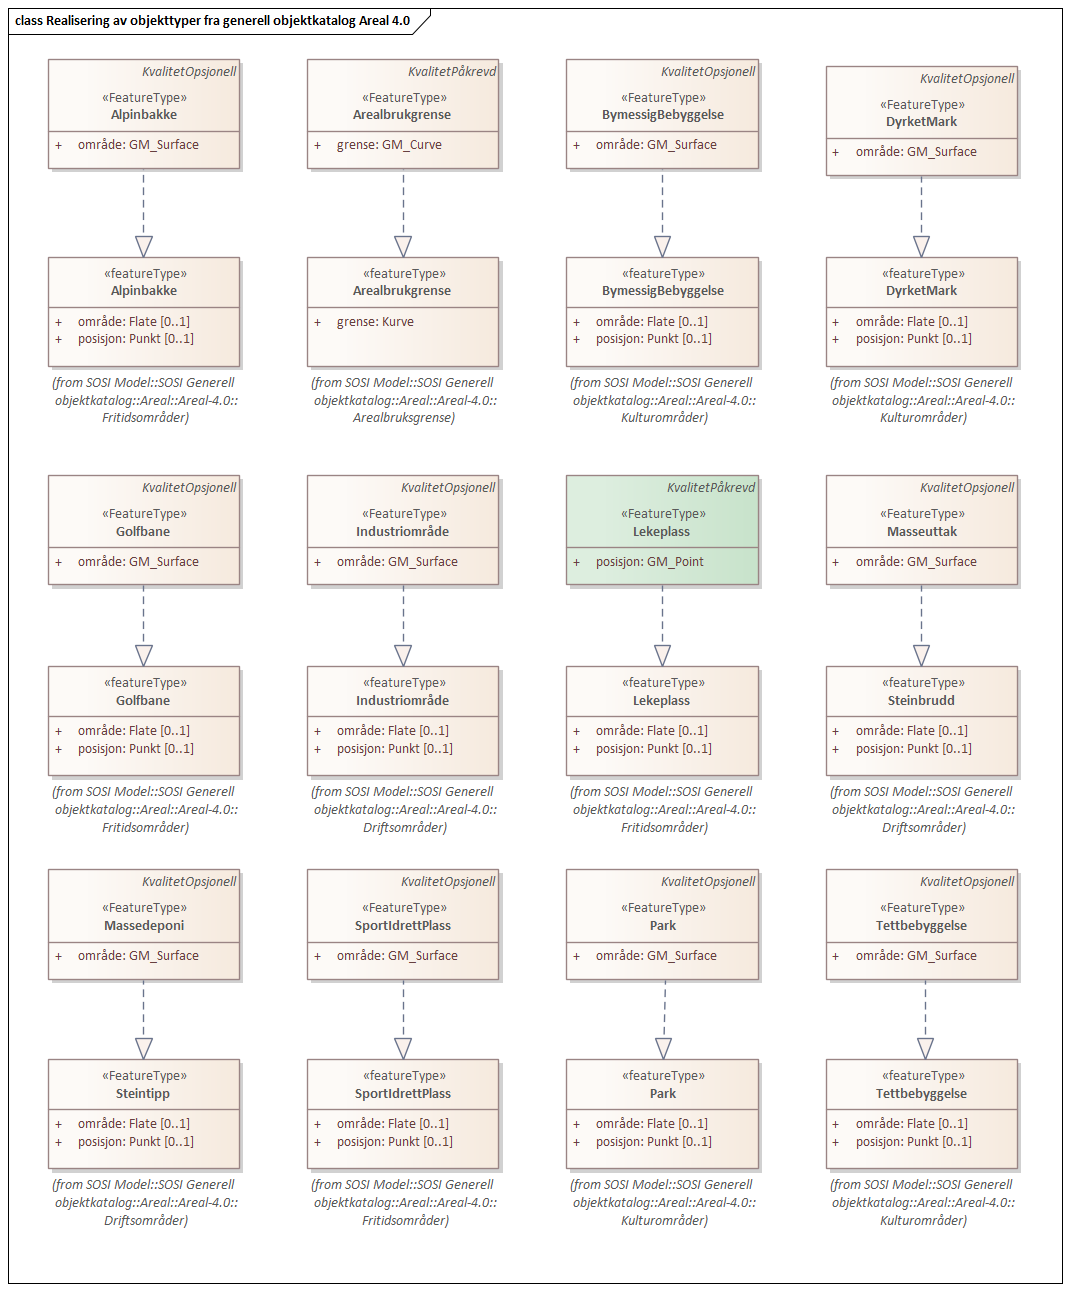 class Realisering av objekttyper fra generell objektkatalog Areal 4.0
KvalitetOpsjonell
«FeatureType»
Alpinbakke
+ område: GM_Surface
KvalitetPåkrevd
«FeatureType»
Arealbrukgrense
+ grense: GM_Curve
KvalitetOpsjonell
«FeatureType»
BymessigBebyggelse
+ område: GM_Surface
KvalitetOpsjonell
«FeatureType»
DyrketMark
+ område: GM_Surface
«featureType»
Alpinbakke
+ område: Flate [0..1]
+ posisjon: Punkt [0..1]
(from SOSI Model::SOSI Generell
objektkatalog::Areal::Areal-4.0::
Fritidsområder)
«featureType»
Arealbrukgrense
+ grense: Kurve
(from SOSI Model::SOSI Generell
objektkatalog::Areal::Areal-4.0::
Arealbruksgrense)
«featureType»
BymessigBebyggelse
+ område: Flate [0..1]
+ posisjon: Punkt [0..1]
(from SOSI Model::SOSI Generell
objektkatalog::Areal::Areal-4.0::
Kulturområder)
«featureType»
DyrketMark
+ område: Flate [0..1]
+ posisjon: Punkt [0..1]
(from SOSI Model::SOSI Generell
objektkatalog::Areal::Areal-4.0::
Kulturområder)
KvalitetOpsjonell
«FeatureType»
Golfbane
+ område: GM_Surface
KvalitetOpsjonell
«FeatureType»
Industriområde
+ område: GM_Surface
KvalitetPåkrevd
«FeatureType»
Lekeplass
+ posisjon: GM_Point
KvalitetOpsjonell
«FeatureType»
Masseuttak
+ område: GM_Surface
«featureType»
Golfbane
+ område: Flate [0..1]
+ posisjon: Punkt [0..1]
(from SOSI Model::SOSI Generell
objektkatalog::Areal::Areal-4.0::
Fritidsområder)
«featureType»
Industriområde
+ område: Flate [0..1]
+ posisjon: Punkt [0..1]
(from SOSI Model::SOSI Generell
objektkatalog::Areal::Areal-4.0::
Driftsområder)
«featureType»
Lekeplass
+ område: Flate [0..1]
+ posisjon: Punkt [0..1]
(from SOSI Model::SOSI Generell
objektkatalog::Areal::Areal-4.0::
Fritidsområder)
«featureType»
Steinbrudd
+ område: Flate [0..1]
+ posisjon: Punkt [0..1]
(from SOSI Model::SOSI Generell
objektkatalog::Areal::Areal-4.0::
Driftsområder)
KvalitetOpsjonell
«FeatureType»
Massedeponi
+ område: GM_Surface
KvalitetOpsjonell
«FeatureType»
SportIdrettPlass
+ område: GM_Surface
KvalitetOpsjonell
«FeatureType»
Park
+ område: GM_Surface
KvalitetOpsjonell
«FeatureType»
Tettbebyggelse
+ område: GM_Surface
«FeatureType»
Steintipp
+ område: Flate [0..1]
+ posisjon: Punkt [0..1]
(from SOSI Model::SOSI Generell
objektkatalog::Areal::Areal-4.0::
Driftsområder)
«featureType»
SportIdrettPlass
+ område: Flate [0..1]
+ posisjon: Punkt [0..1]
(from SOSI Model::SOSI Generell
objektkatalog::Areal::Areal-4.0::
Fritidsområder)
«featureType»
Park
+ område: Flate [0..1]
+ posisjon: Punkt [0..1]
(from SOSI Model::SOSI Generell
objektkatalog::Areal::Areal-4.0::
Kulturområder)
«featureType»
Tettbebyggelse
+ område: Flate [0..1]
+ posisjon: Punkt [0..1]
(from SOSI Model::SOSI Generell
objektkatalog::Areal::Areal-4.0::
Kulturområder)